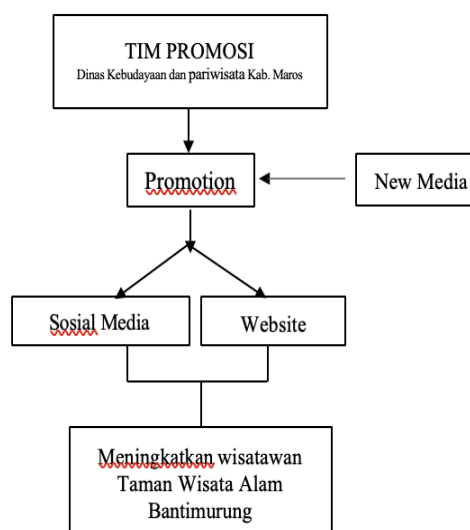 TIM PROMOSI
Dinas Kebudayaan dan pariwisata Kab. Maros
Promotion
New Media
Sosial Media
Website
Meningkatkan wisatawan
Taman Wisata Alam
Bantimurung